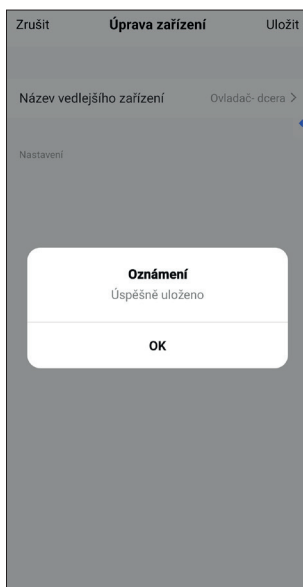 Zrušit Úprava zařízení Uložit
Název vedlejšího zařízení Ovladač- dcera >
Nastavení
Oznámení
Úspěšně uloženo
OK